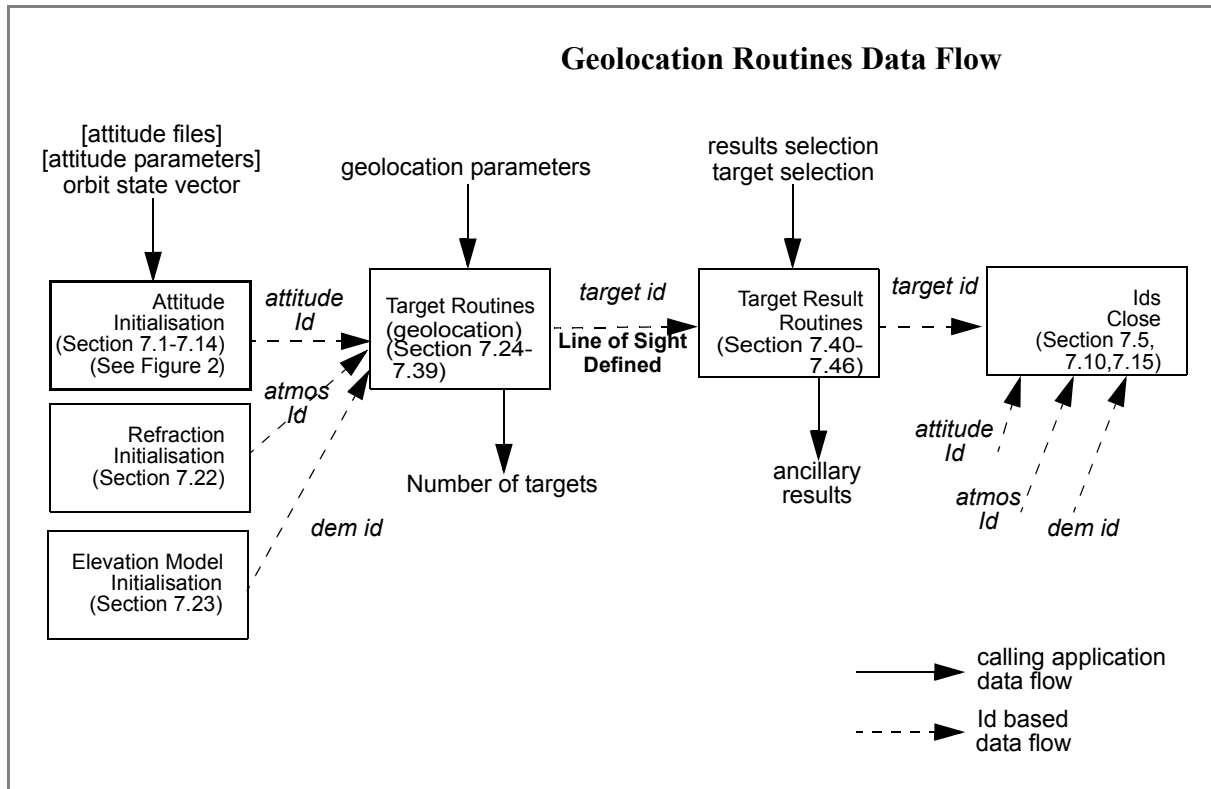 Geolocation Routines Data Flow
[attitude files]
[attitude parameters]
orbit state vector
geolocation parameters
results selection
target selection
Attitude
Initialisation
(Section 7.1-7.14)
(See Figure 2)
attitude
Id
Target Routines
(geolocation)
(Section 7.24-
7.39)
target id
Line of Sight
Defined
Target Result
Routines
(Section 7.40-
7.46)
target id
Ids
Close
(Section 7.5,
7.10,7.15)
atmos
Id
Refraction
Initialisation
(Section 7.22)
Number of targets
ancillary
results
attitude
Id
atmos
Id
dem id
dem id
Elevation Model
Initialisation
(Section 7.23)
calling application
data flow
Id based
data flow